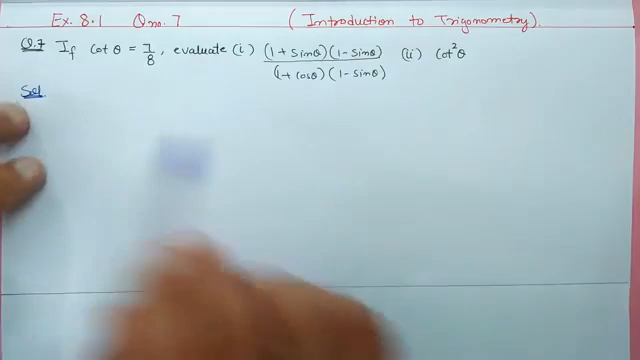 Ex. 8.1 Q no. 7 (Introduction to Trigonometry).
Q.7 If cot θ = 7/8, evaluate (i) (1 + sinθ)(1 - sinθ) / (1 + cosθ)(1 - sinθ) (ii) cot²θ
Sol